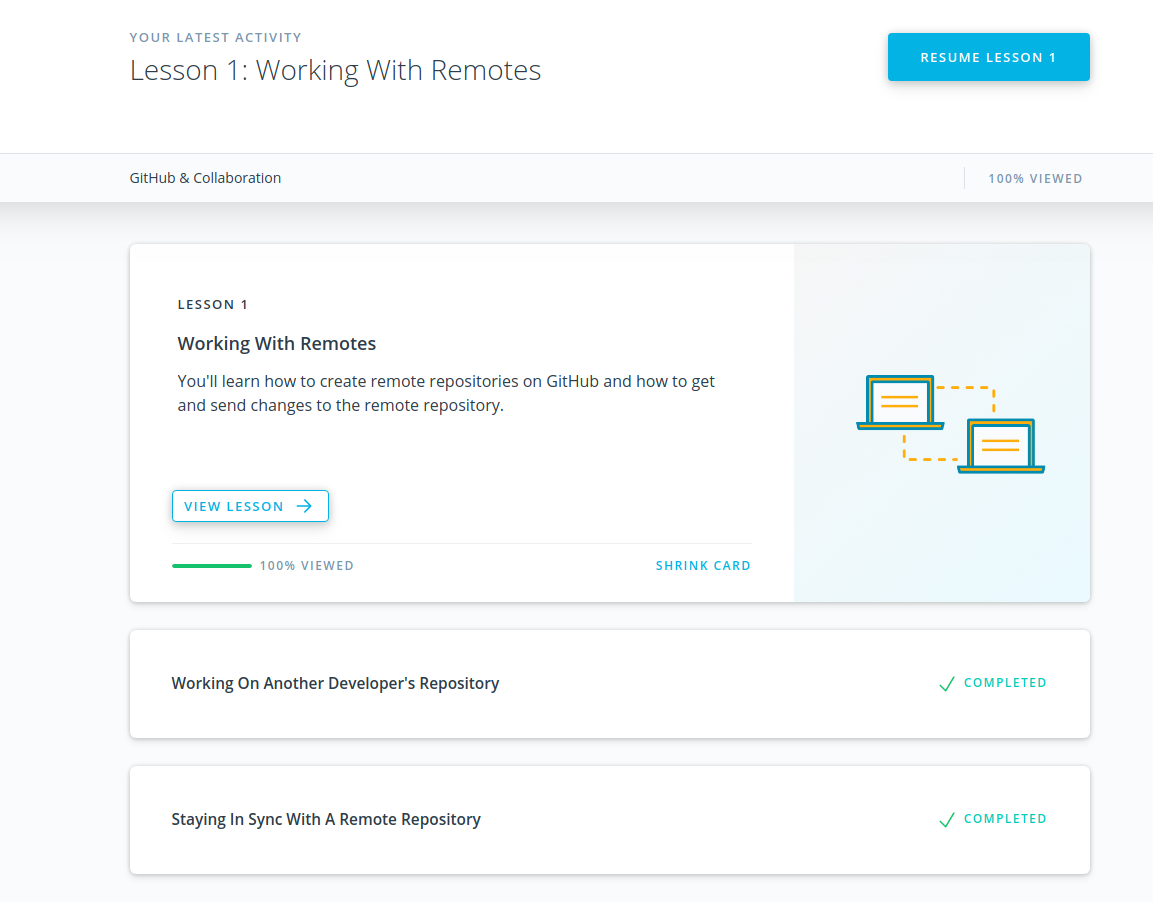 YOUR LATEST ACTIVITY
Lesson 1: Working With Remotes
RESUME LESSON 1
GitHub & Collaboration
100% VIEWED
LESSON 1
Working With Remotes
You'll learn how to create remote repositories on GitHub and how to get
and send changes to the remote repository.
VIEW LESSON
100% VIEWED
SHRINK CARD
Working On Another Developer's Repository
COMPLETED
Staying In Sync With A Remote Repository
COMPLETED